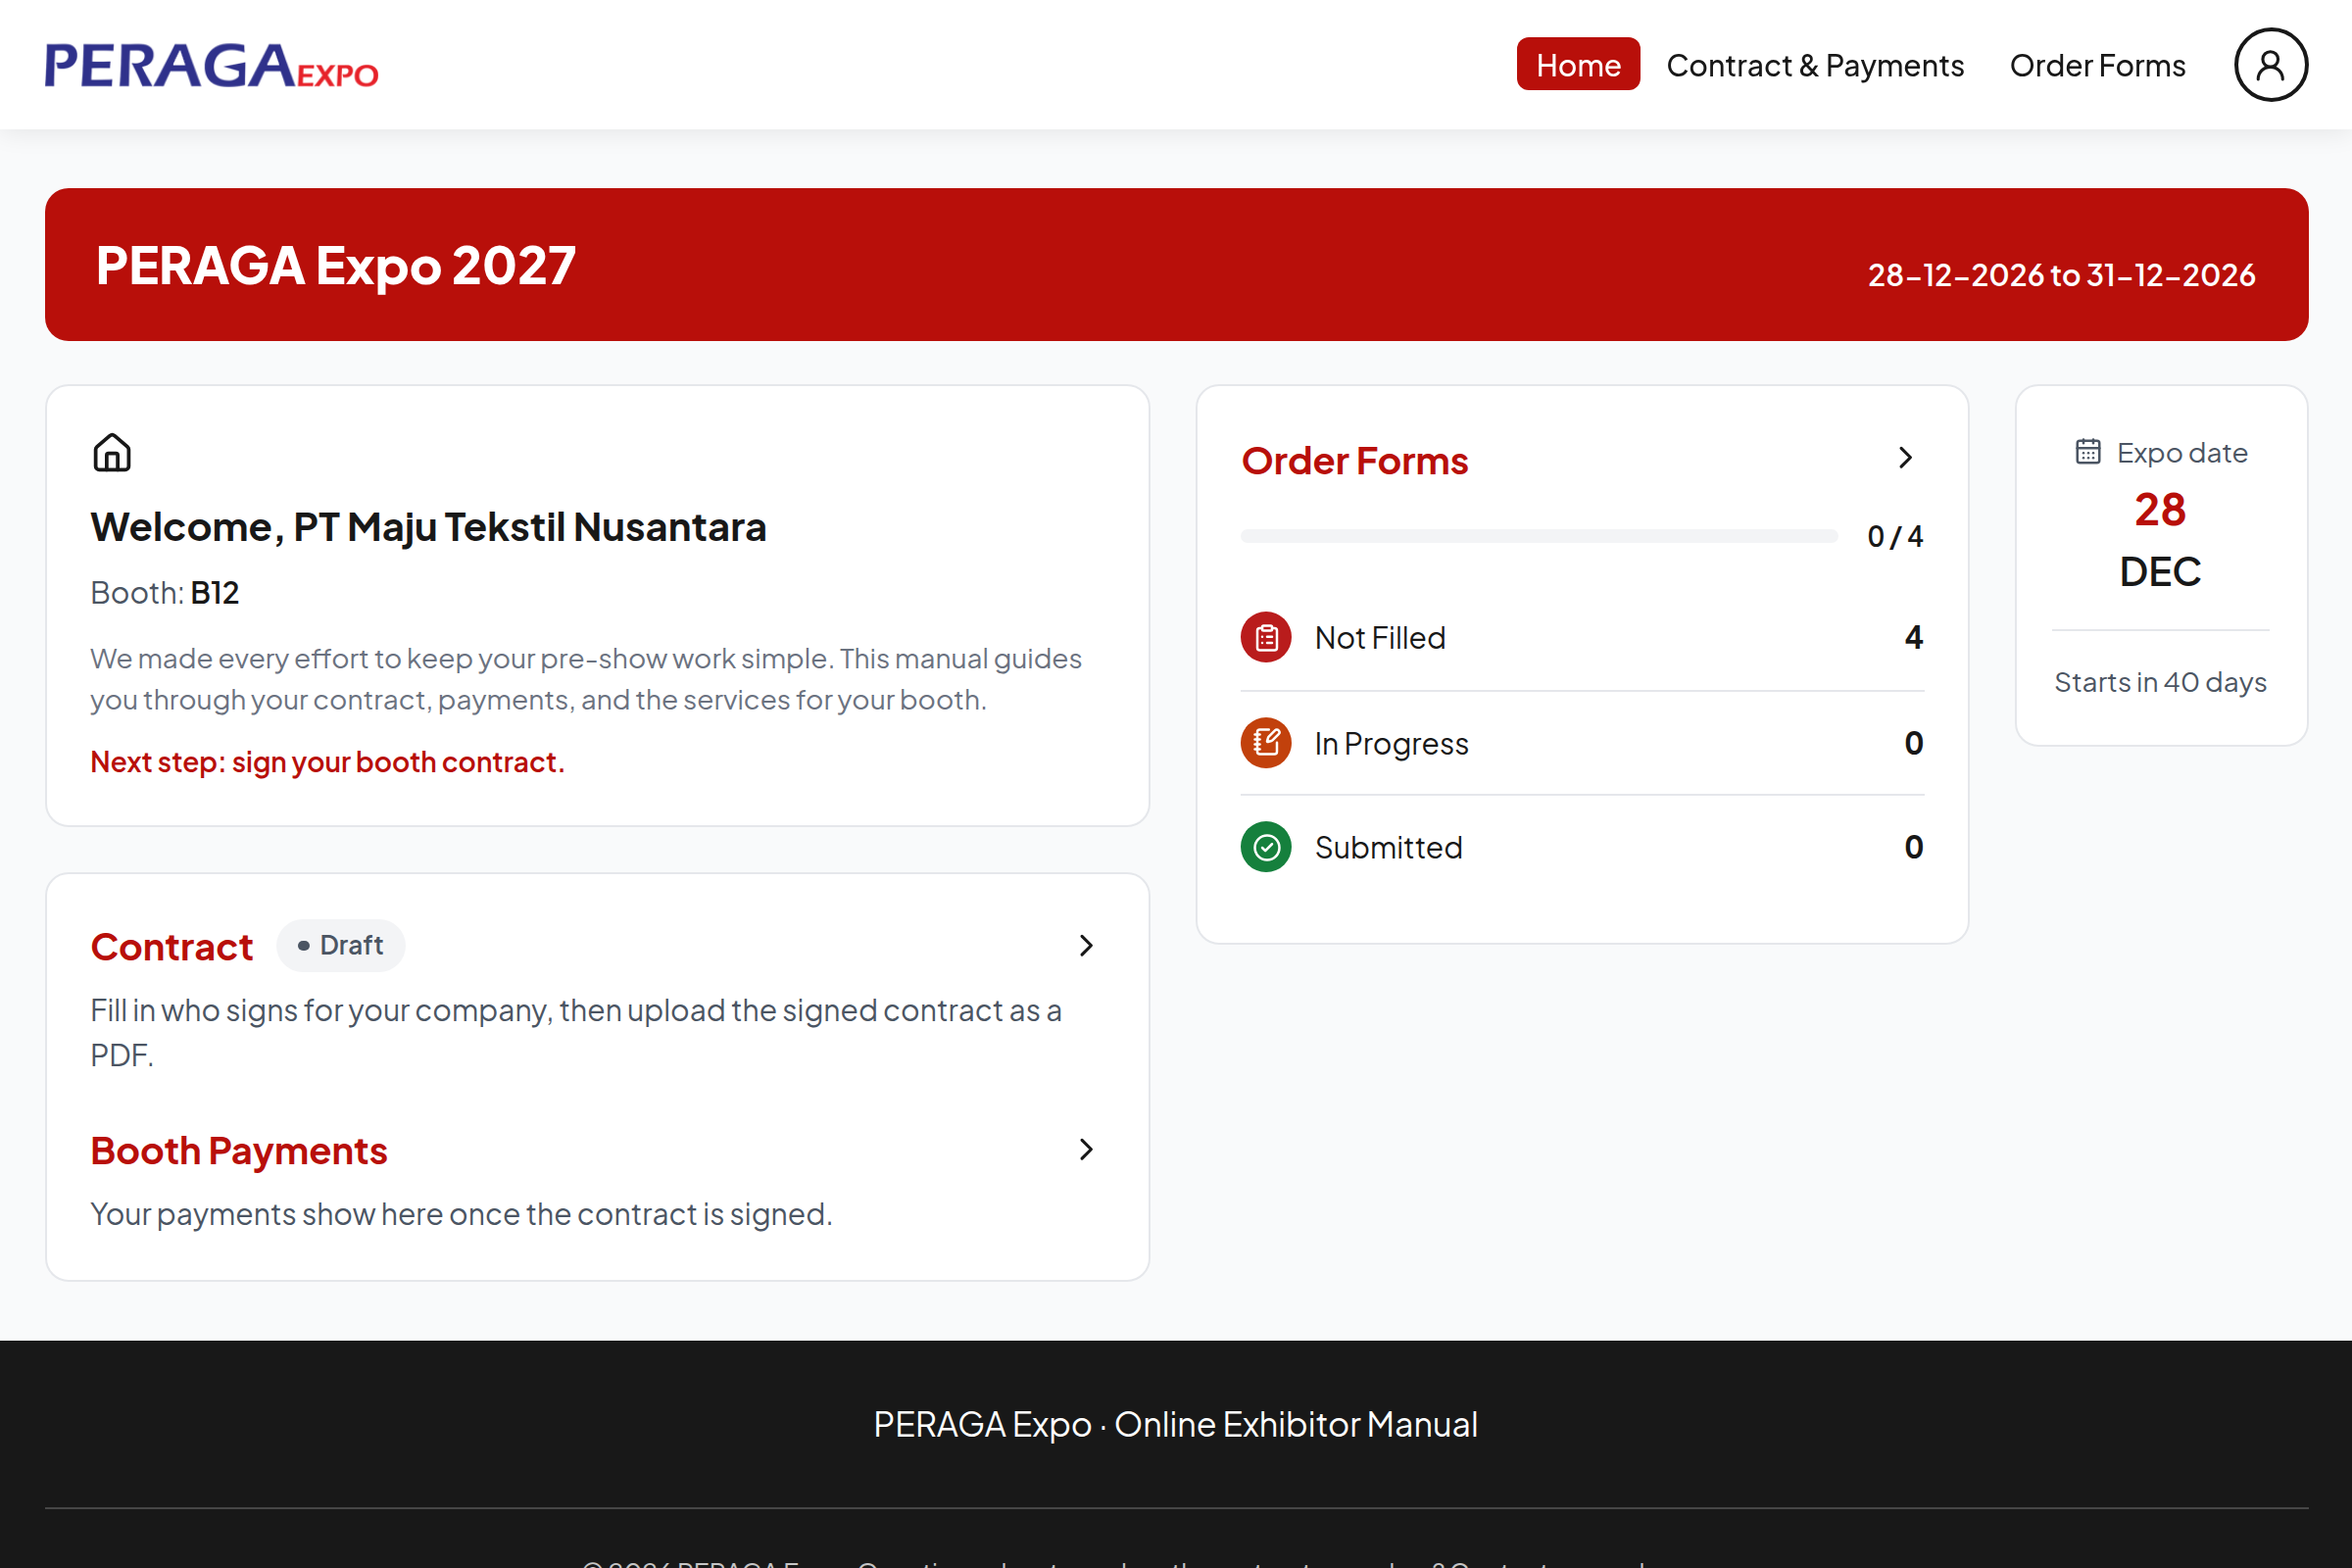 PERAGA EXPO
Home
Contract & Payments
Order Forms
PERAGA Expo 2027
28-12-2026 to 31-12-2026
Welcome, PT Maju Tekstil Nusantara
Booth: B12
We made every effort to keep your pre-show work simple. This manual guides
you through your contract, payments, and the services for your booth.
Next step: sign your booth contract.
Contract
Draft
Fill in who signs for your company, then upload the signed contract as a
PDF.
Booth Payments
Your payments show here once the contract is signed.
Order Forms
0 / 4
Not Filled
4
In Progress
0
Submitted
0
Expo date
28
DEC
Starts in 40 days
PERAGA Expo · Online Exhibitor Manual